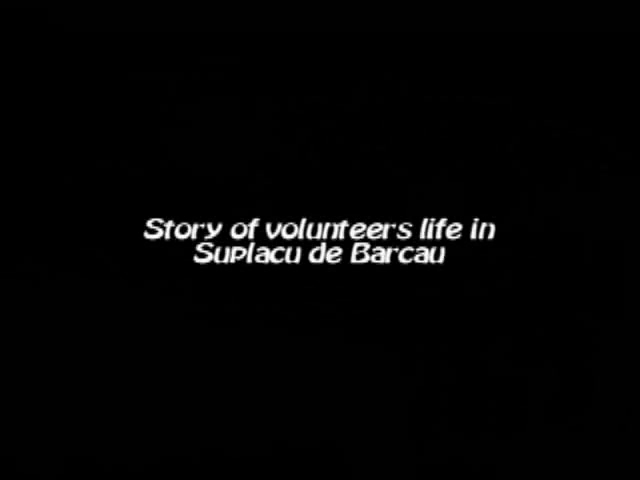 Story of volunteers life in
Suplacu de Barcau